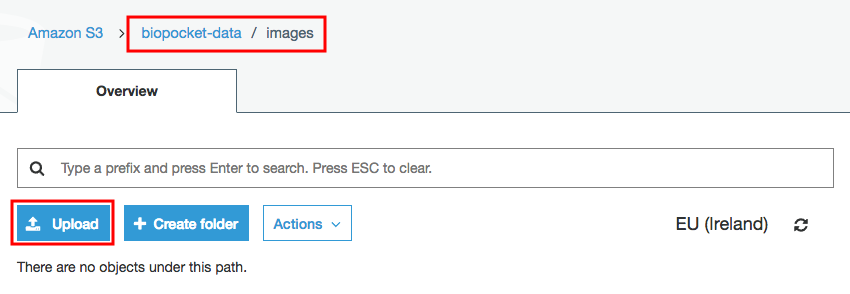 Amazon S3 > biopocket-data / images
Overview
Type a prefix and press Enter to search. Press ESC to clear.
Upload + Create folder Actions EU (Ireland)
There are no objects under this path.